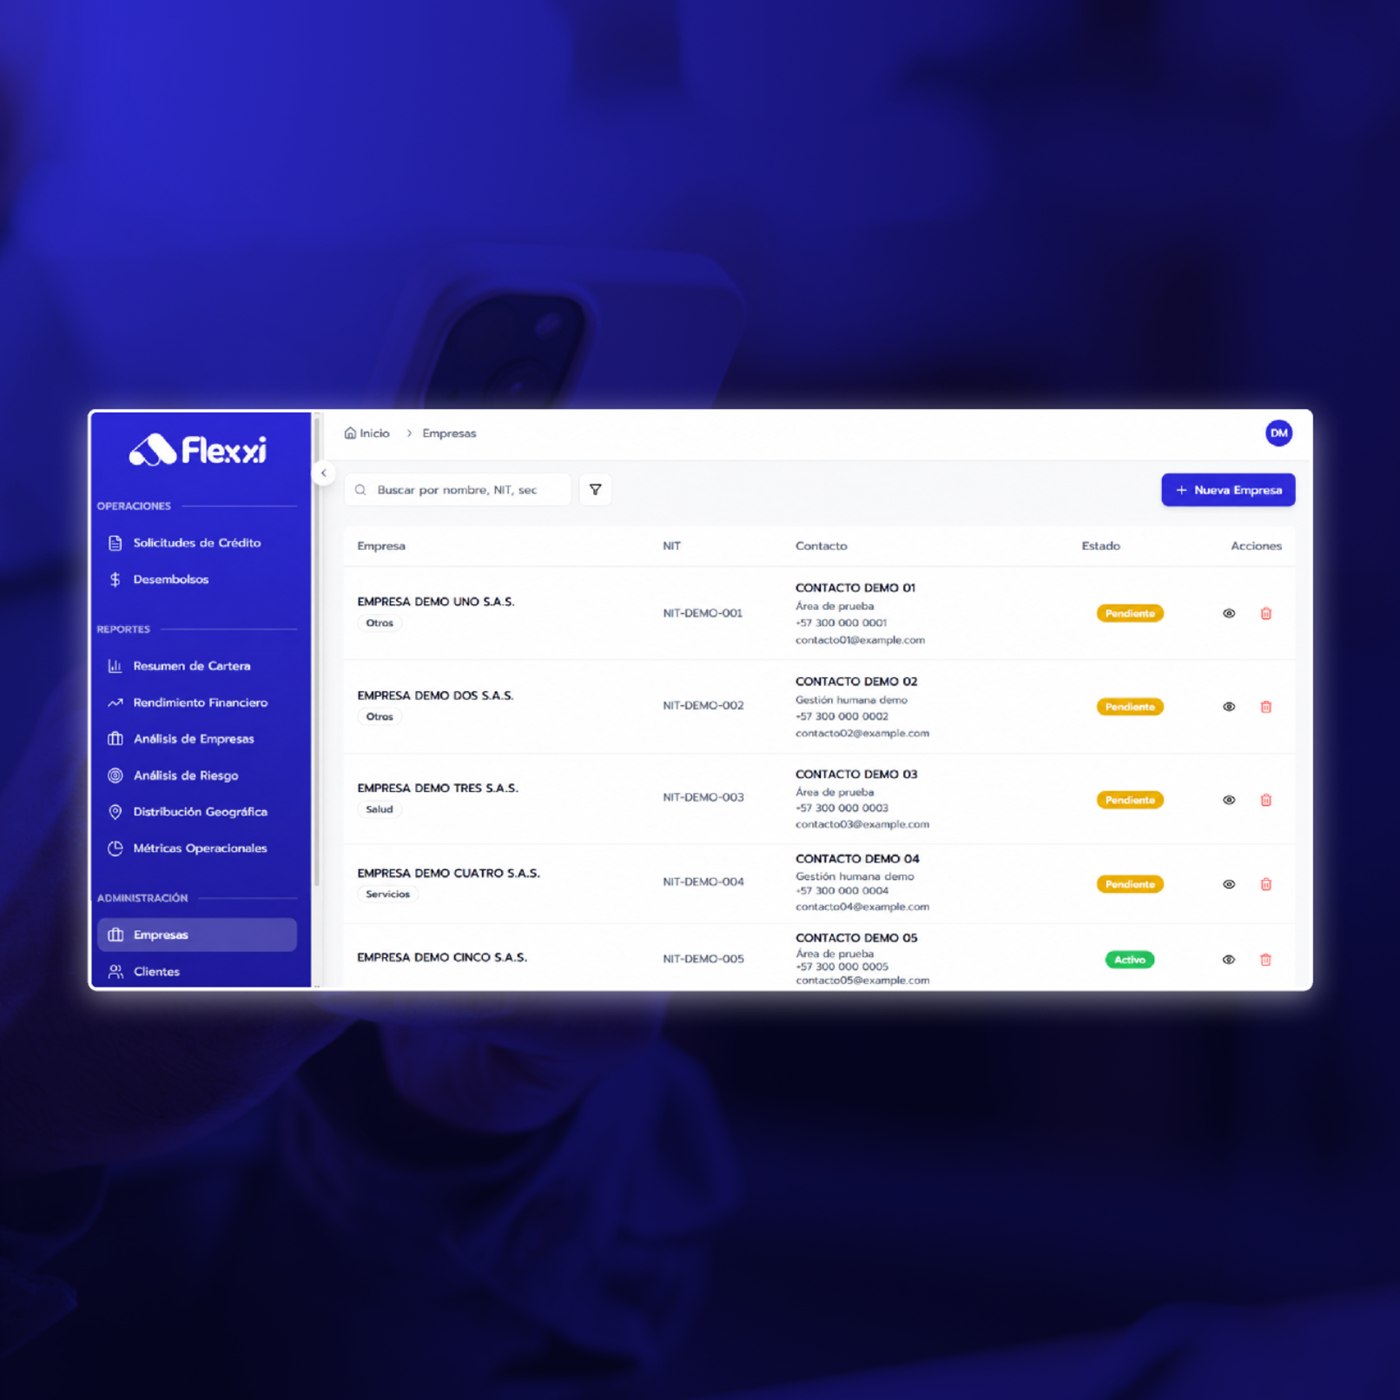 Flexxi
OPERACIONES
Solicitudes de Crédito
Desembolsos
REPORTES
Resumen de Cartera
Rendimiento Financiero
Análisis de Empresas
Análisis de Riesgo
Distribución Geográfica
Métricas Operacionales
ADMINISTRACIÓN
Empresas
Clientes
Inicio > Empresas
DM
Buscar por nombre, NIT, sec
+ Nueva Empresa
Empresa NIT Contacto Estado Acciones
EMPRESA DEMO UNO S.A.S.
Otros
NIT-DEMO-001
CONTACTO DEMO 01
Área de prueba
+57 300 000 0001
contacto01@example.com
Pendiente
EMPRESA DEMO DOS S.A.S.
Otros
NIT-DEMO-002
CONTACTO DEMO 02
Gestión humana demo
+57 300 000 0002
contacto02@example.com
Pendiente
EMPRESA DEMO TRES S.A.S.
Salud
NIT-DEMO-003
CONTACTO DEMO 03
Área de prueba
+57 300 000 0003
contacto03@example.com
Pendiente
EMPRESA DEMO CUATRO S.A.S.
Servicios
NIT-DEMO-004
CONTACTO DEMO 04
Gestión humana demo
+57 300 000 0004
contacto04@example.com
Pendiente
EMPRESA DEMO CINCO S.A.S.
NIT-DEMO-005
CONTACTO DEMO 05
Área de prueba
+57 300 000 0005
contacto05@example.com
Activo